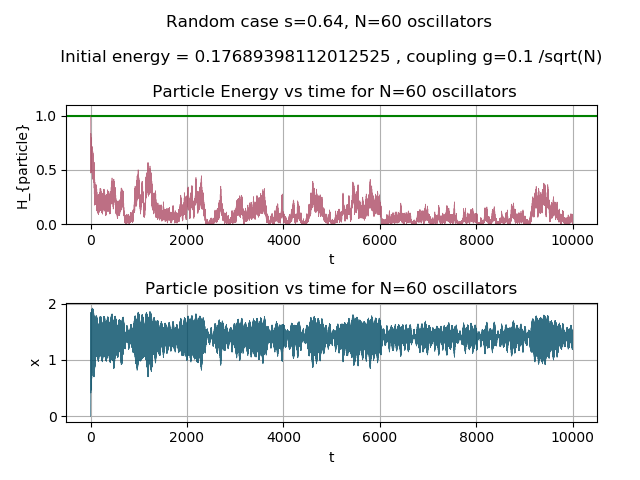 Random case s=0.64, N=60 oscillators
Initial energy = 0.17689398112012525 , coupling g=0.1 /sqrt(N)
Particle Energy vs time for N=60 oscillators
H_{particle}
1.0
0.5
0.0
0 2000 4000 6000 8000 10000
t
Particle position vs time for N=60 oscillators
x
2
1
0
0 2000 4000 6000 8000 10000
t